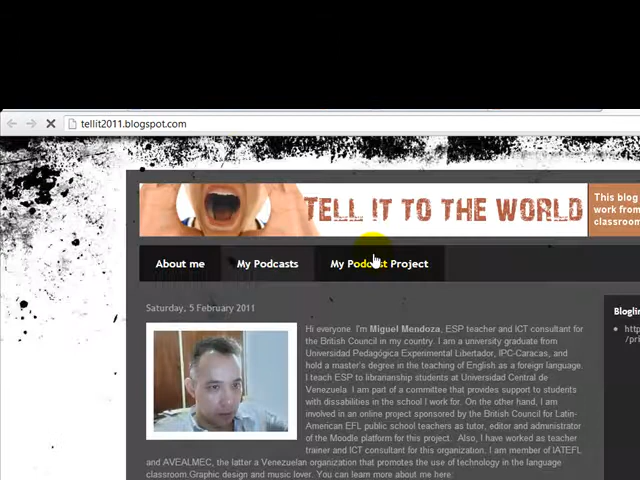 tellit2011.blogspot.com
TELL IT TO THE WORLD
This blog
work from
classroom
About me
My Podcasts
My Podcast Project
Saturday, 5 February 2011
Bloglin
http
/pri
Hi everyone. I'm Miguel Mendoza, ESP teacher and ICT consultant for
the British Council in my country. I am a university graduate from
Universidad Pedagógica Experimental Libertador, IPC-Caracas, and
hold a master's degree in the teaching of English as a foreign language.
I teach ESP to librarianship students at Universidad Central de
Venezuela. I am part of a committee that provides support to students
with dissabilities in the school I work for. On the other hand, I am
involved in an online project sponsored by the British Council for Latin-
American EFL public school teachers as tutor, editor and administrator
of the Moodle platform for this project. Also, I have worked as teacher
trainer and ICT consultant for this organization. I am member of IATEFL
and AVEALMEC, the latter a Venezuelan organization that promotes the use of technology in the language
classroom.Graphic design and music lover. You can learn more about me here: